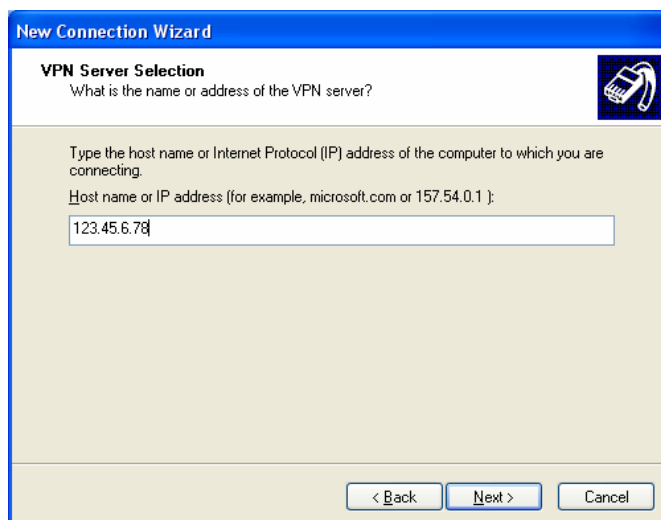 New Connection Wizard
VPN Server Selection
What is the name or address of the VPN server?
Type the host name or Internet Protocol (IP) address of the computer to which you are
connecting.
Host name or IP address (for example, microsoft.com or 157.54.0.1 ):
123.45.6.78
< Back
Next >
Cancel